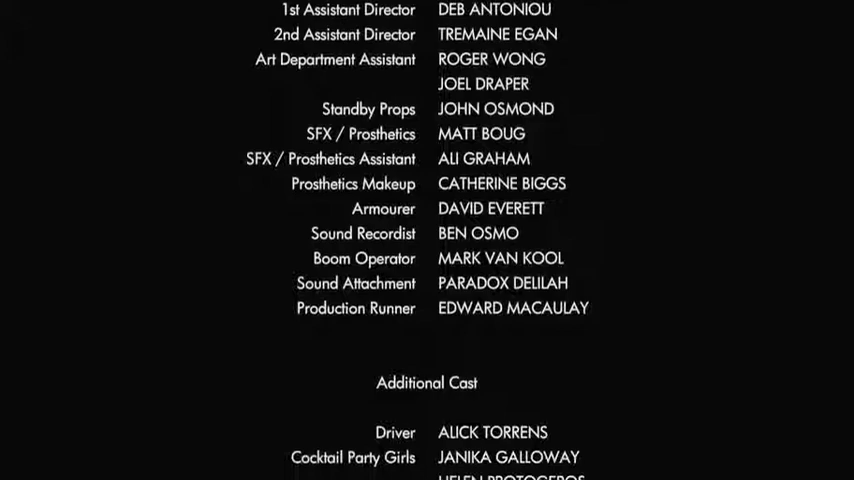 1st Assistant Director DEB ANTONIOU
2nd Assistant Director TREMAINE EGAN
Art Department Assistant ROGER WONG
JOEL DRAPER
Standby Props JOHN OSMOND
SFX / Prosthetics MATT BOUG
SFX / Prosthetics Assistant ALI GRAHAM
Prosthetics Makeup CATHERINE BIGGS
Armourer DAVID EVERETT
Sound Recordist BEN OSMO
Boom Operator MARK VAN KOOL
Sound Attachment PARADOX DELILAH
Production Runner EDWARD MACAULAY
Additional Cast
Driver ALICK TORRENS
Cocktail Party Girls JANIKA GALLOWAY
HELEN PROTOGEROS